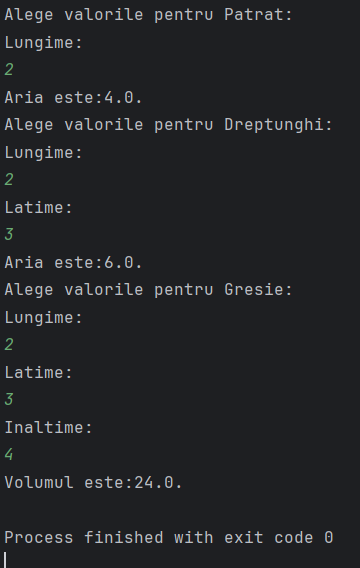 Alege valorile pentru Patrat:
Lungime:
2
Aria este:4.0.
Alege valorile pentru Dreptunghi:
Lungime:
2
Latime:
3
Aria este:6.0.
Alege valorile pentru Gresie:
Lungime:
2
Latime:
3
Inaltime:
4
Volumul este:24.0.
Process finished with exit code 0